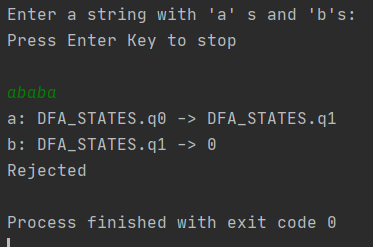 Enter a string with 'a' s and 'b's:
Press Enter Key to stop
ababa
a: DFA_STATES.q0 -> DFA_STATES.q1
b: DFA_STATES.q1 -> 0
Rejected
Process finished with exit code 0